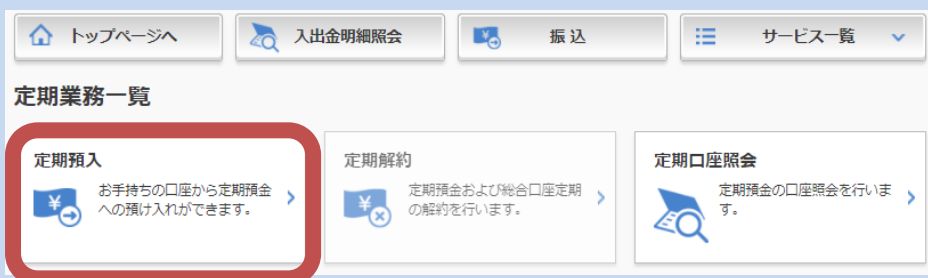 トップページへ
入出金明細照会
振込
サービス一覧
定期業務一覧
定期預入
お手持ちの口座から定期預金
への預け入れができます。
定期解約
定期預金および総合口座定期
の解約を行います。
定期口座照会
定期預金の口座照会を行いま
す。